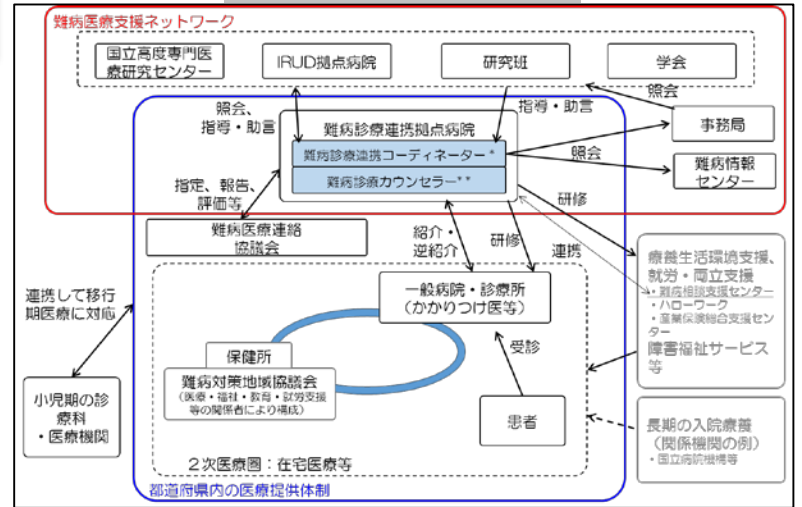 難病医療支援ネットワーク
国立高度専門医
療研究センター
IRUD拠点病院
研究班
学会
照会、
指導・助言
指導・助言
照会
難病診療連携拠点病院
難病診療連携コーディネーター*
難病診療カウンセラー**
事務局
照会
難病情報
センター
指定、報告、
評価等
研修
難病医療連絡
協議会
紹介・
逆紹介
研修
連携
療養生活環境支援、
就労・両立支援
・難病相談支援センター
・ハローワーク
・産業保険総合支援セン
ター
障害福祉サービス
等
連携して移行
期医療に対応
一般病院・診療所
(かかりつけ医等)
保健所
難病対策地域協議会
(医療・福祉・教育・就労支援
等の関係者により構成)
受診
患者
小児期の診
療科
・医療機関
長期の入院療養
(関係機関の例)
・国立病院機構等
2次医療圏:在宅医療等
都道府県内の医療提供体制